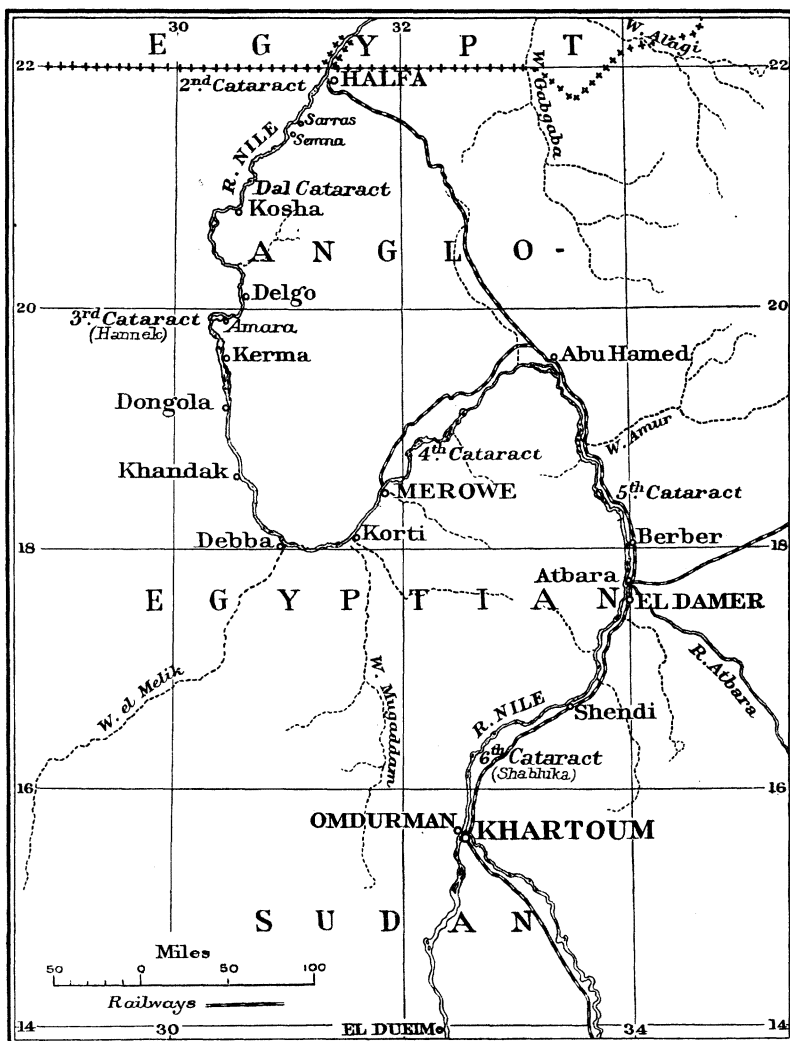 30 32
E G Y P T
W. Alagi
22 22
2nd Cataract
HALFA
W. Gabgaba
Sarras
Semna
R. NILE
Dal Cataract
Kosha
A N G L O -
Delgo
20 20
3rd Cataract
(Hannek)
Amara
Kerma
Abu Hamed
Dongola
W. Amur
4th Cataract
Khandak
MEROWE
5th Cataract
Korti
Berber
Debba
18 18
Atbara
E G Y P T I A N
EL DAMER
R. Atbara
W. el Melik
W. Mugaddam
R. NILE
Shendi
6th Cataract
(Shabluka)
16 16
OMDURMAN
KHARTOUM
S U D A N
Miles
50 0 50 100
Railways
14 30 EL DUEIM 34 14